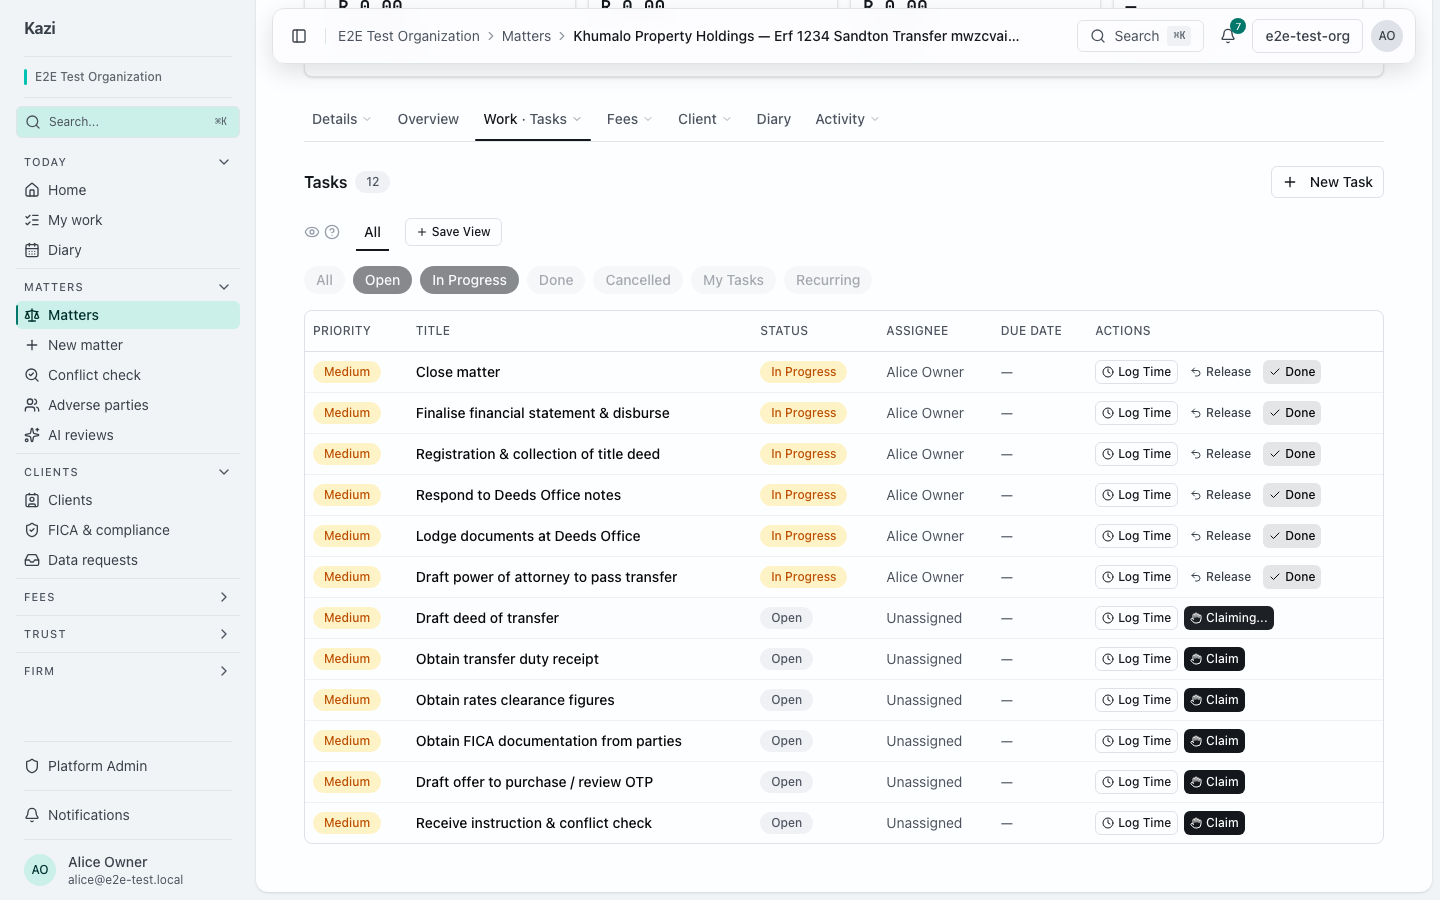 Kazi
E2E Test Organization
Search... ⌘K
TODAY
Home
My work
Diary
MATTERS
Matters
New matter
Conflict check
Adverse parties
AI reviews
CLIENTS
Clients
FICA & compliance
Data requests
FEES
TRUST
FIRM
Platform Admin
Notifications
AO Alice Owner
alice@e2e-test.local
E2E Test Organization > Matters > Khumalo Property Holdings — Erf 1234 Sandton Transfer mwzcvai...
Search ⌘K 7 e2e-test-org AO
Details Overview Work · Tasks Fees Client Diary Activity
Tasks 12 + New Task
All + Save View
All Open In Progress Done Cancelled My Tasks Recurring
PRIORITY TITLE STATUS ASSIGNEE DUE DATE ACTIONS
Medium Close matter In Progress Alice Owner — Log Time Release Done
Medium Finalise financial statement & disburse In Progress Alice Owner — Log Time Release Done
Medium Registration & collection of title deed In Progress Alice Owner — Log Time Release Done
Medium Respond to Deeds Office notes In Progress Alice Owner — Log Time Release Done
Medium Lodge documents at Deeds Office In Progress Alice Owner — Log Time Release Done
Medium Draft power of attorney to pass transfer In Progress Alice Owner — Log Time Release Done
Medium Draft deed of transfer Open Unassigned — Log Time Claiming...
Medium Obtain transfer duty receipt Open Unassigned — Log Time Claim
Medium Obtain rates clearance figures Open Unassigned — Log Time Claim
Medium Obtain FICA documentation from parties Open Unassigned — Log Time Claim
Medium Draft offer to purchase / review OTP Open Unassigned — Log Time Claim
Medium Receive instruction & conflict check Open Unassigned — Log Time Claim